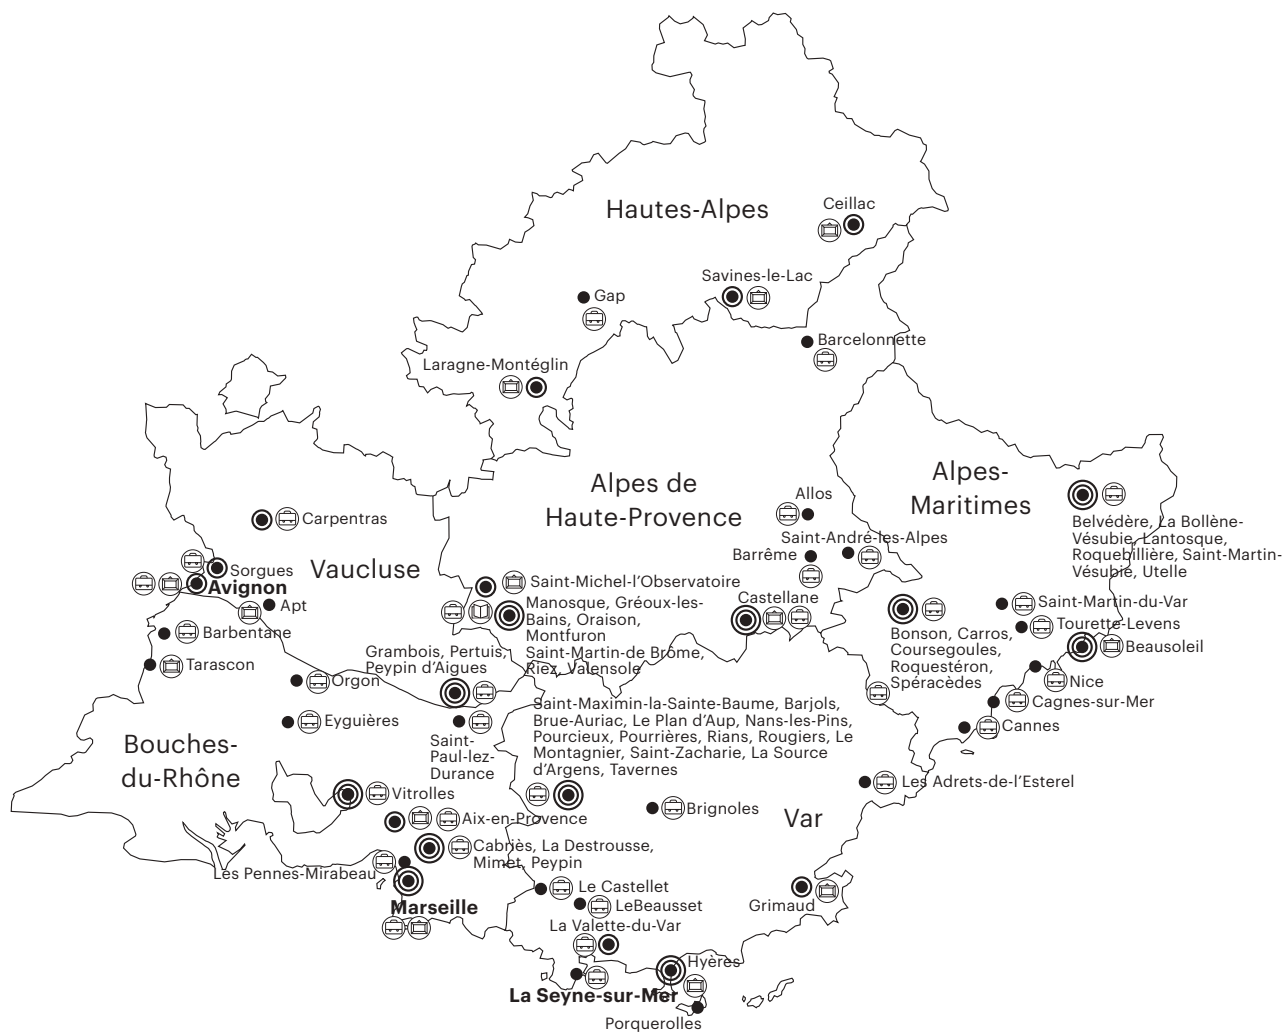 Ceillac
Hautes-Alpes
Savines-le-Lac
Gap
Barcelonnette
Laragne-Montéglin
Alpes-
Maritimes
Alpes de
Haute-Provence
Allos
Carpentras
Belvédère, La Bollène-
Vésubie, Lantosque,
Roquebillière, Saint-Martin-
Vésubie, Utelle
Saint-André-les-Alpes
Barrême
Sorgues
Vaucluse
Avignon
Saint-Michel-l’Observatoire
Castellane
Apt
Manosque, Gréoux-les-
Bains, Oraison,
Montfuron
Saint-Martin-de Brôme,
Riez, Valensole
Saint-Martin-du-Var
Tourette-Levens
Barbentane
Bonson, Carros,
Coursegoules,
Roquestéron,
Spéracèdes
Beausoleil
Grambois, Pertuis,
Peypin d’Aigues
Tarascon
Orgon
Nice
Cagnes-sur-Mer
Saint-Maximin-la-Sainte-Baume, Barjols,
Brue-Auriac, Le Plan d’Aup, Nans-les-Pins,
Pourcieux, Pourrières, Rians, Rougiers, Le
Montagnier, Saint-Zacharie, La Source
d’Argens, Tavernes
Eyguières
Cannes
Saint-
Paul-lez-
Durance
Bouches-
du-Rhône
Les Adrets-de-l’Esterel
Vitrolles
Brignoles
Var
Aix-en-Provence
Cabriès, La Destrousse,
Mimet, Peypin
Les Pennes-Mirabeau
Le Castellet
LeBeausset
Grimaud
Marseille
La Valette-du-Var
Hyères
La Seyne-sur-Mer
Porquerolles